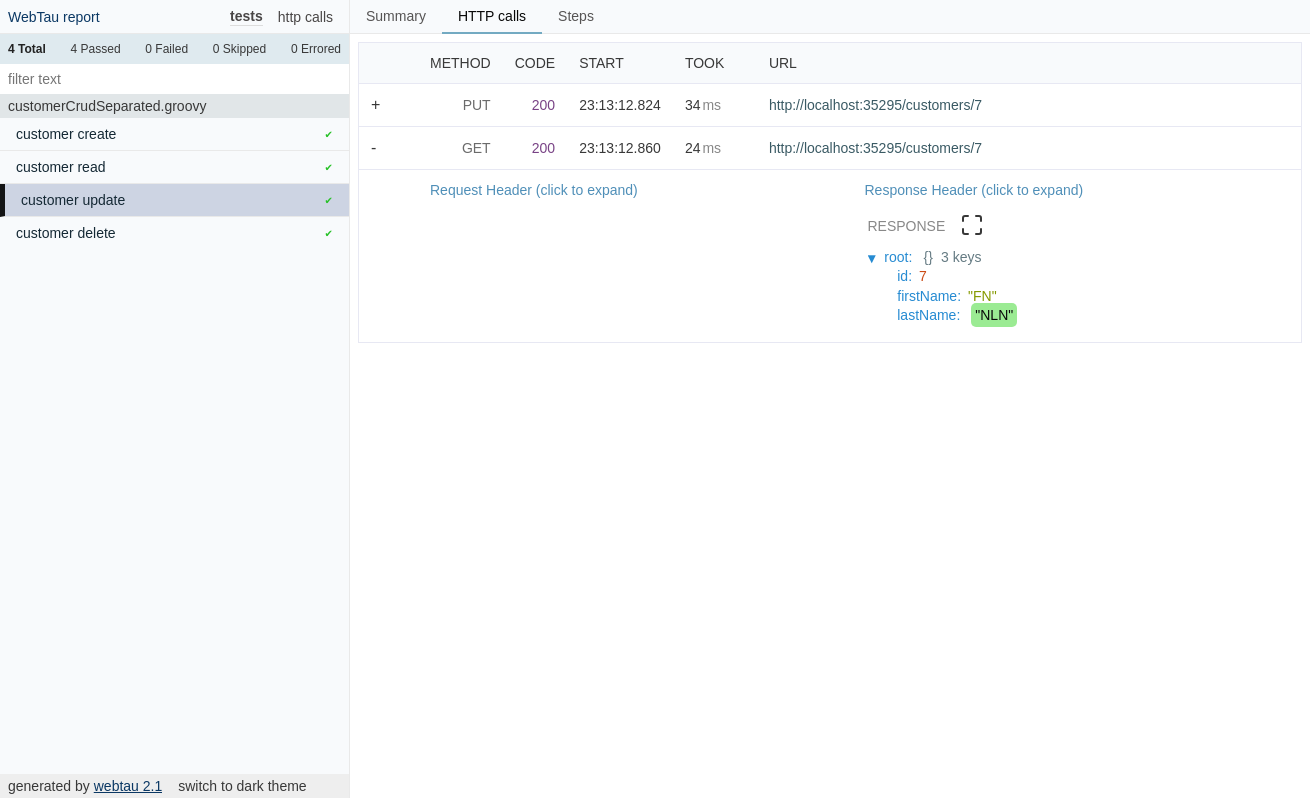 WebTau report tests http calls
4 Total 4 Passed 0 Failed 0 Skipped 0 Errored
filter text
customerCrudSeparated.groovy
customer create ✔
customer read ✔
customer update ✔
customer delete ✔
generated by webtau 2.1 switch to dark theme
Summary HTTP calls Steps
METHOD CODE START TOOK URL
+ PUT 200 23:13:12.824 34 ms http://localhost:35295/customers/7
- GET 200 23:13:12.860 24 ms http://localhost:35295/customers/7
Request Header (click to expand) Response Header (click to expand)
RESPONSE
▼ root: {} 3 keys
id: 7
firstName: "FN"
lastName: "NLN"